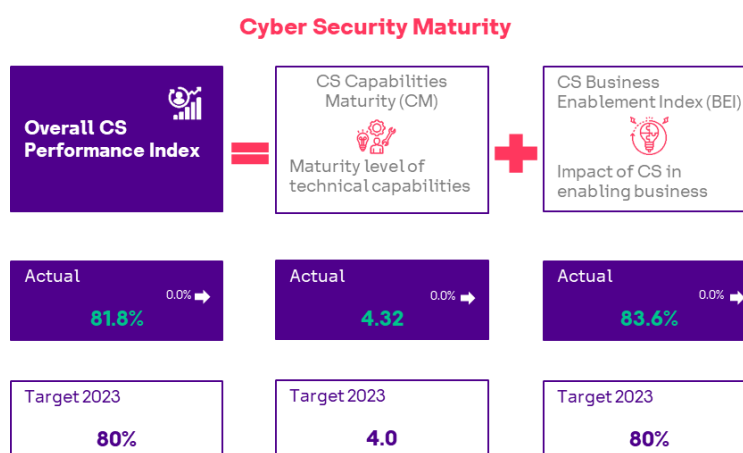 Cyber Security Maturity
Overall CS
Performance Index
=
CS Capabilities
Maturity (CM)
Maturity level of
technical capabilities
+
CS Business
Enablement Index (BEI)
Impact of CS in
enabling business
Actual
0.0%
81.8%
Actual
0.0%
4.32
Actual
0.0%
83.6%
Target 2023
80%
Target 2023
4.0
Target 2023
80%